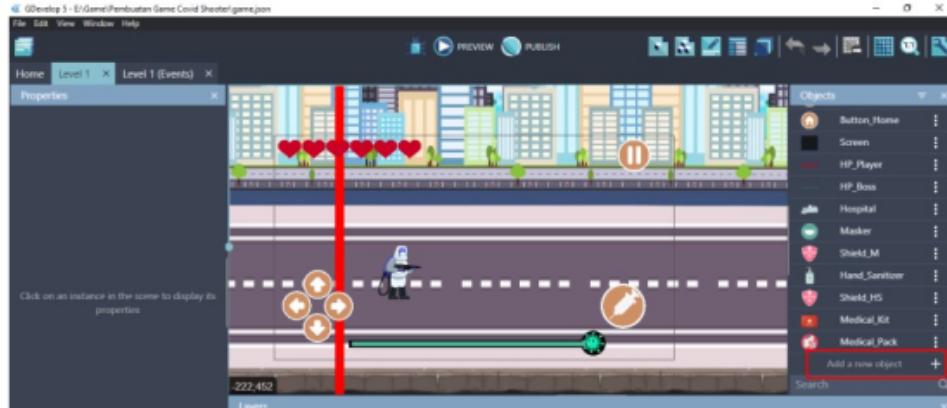 GDevelop 5 - E:\Game\Pembuatan Game Covid Shooter\game.json
File Edit View Window Help
PREVIEW PUBLISH
Home Level 1 × Level 1 (Events) ×
Properties ×
Objects
Button_Home
Screen
HP_Player
HP_Boss
Hospital
Masker
Shield_M
Hand_Sanitizer
Shield_HS
Click on an instance in the scene to display its
properties
Medical_Kit
Medical_Pack
Add a new object +
-222;452
Search
Layers